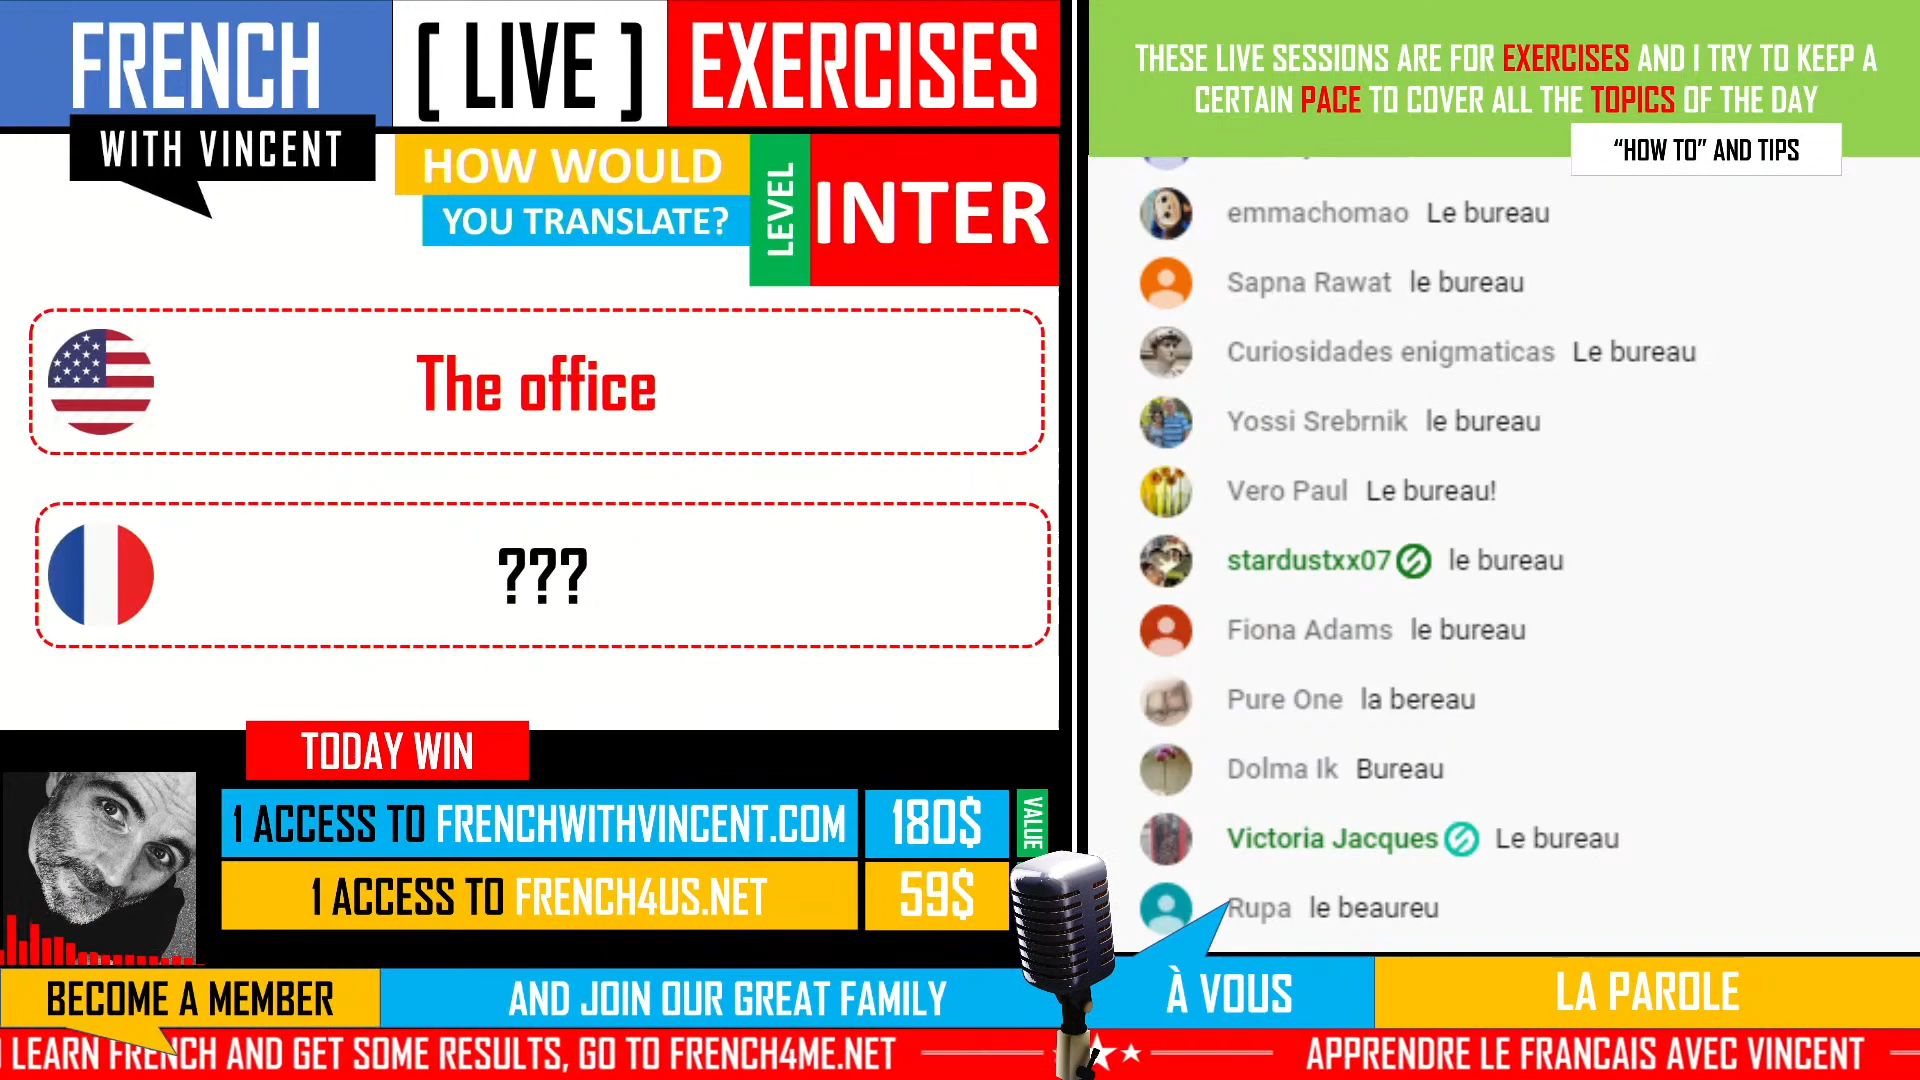 FRENCH
WITH VINCENT
[ LIVE ]
EXERCISES
HOW WOULD
YOU TRANSLATE?
LEVEL
INTER
The office
???
TODAY WIN
1 ACCESS TO FRENCHWITHVINCENT.COM
180$
VALUE
1 ACCESS TO FRENCH4US.NET
59$
BECOME A MEMBER
AND JOIN OUR GREAT FAMILY
THESE LIVE SESSIONS ARE FOR EXERCISES AND I TRY TO KEEP A
CERTAIN PACE TO COVER ALL THE TOPICS OF THE DAY
“HOW TO” AND TIPS
emmachomao Le bureau
Sapna Rawat le bureau
Curiosidades enigmaticas Le bureau
Yossi Srebrnik le bureau
Vero Paul Le bureau!
stardustxx07 le bureau
Fiona Adams le bureau
Pure One la bereau
Dolma Ik Bureau
Victoria Jacques Le bureau
Rupa le beaureu
À VOUS
LA PAROLE
LEARN FRENCH AND GET SOME RESULTS, GO TO FRENCH4ME.NET
APPRENDRE LE FRANCAIS AVEC VINCENT